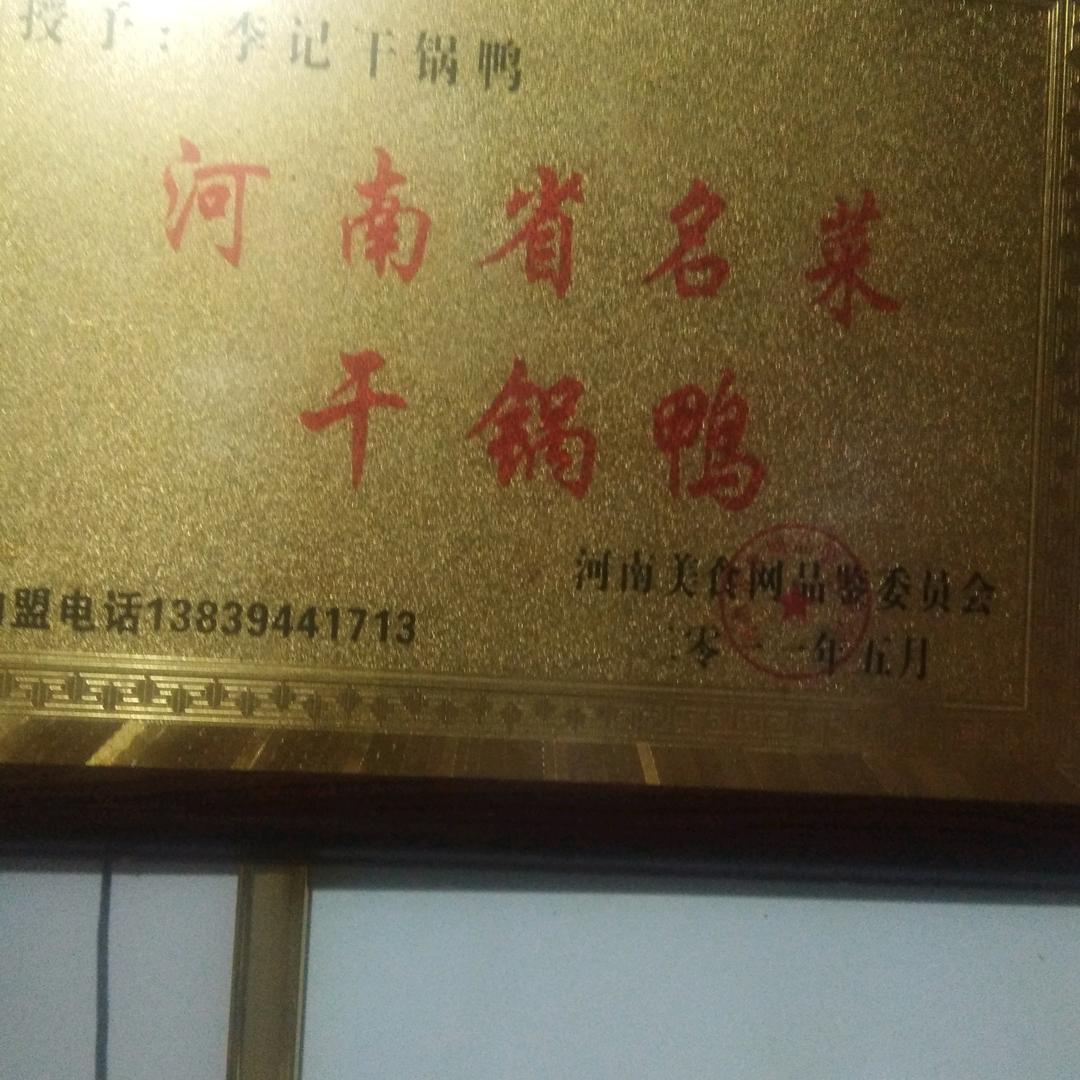 授予：李记干锅鸭
河南省名菜
干锅鸭
盟电话13839441713
河南美食网品鉴委员会
二零一一年五月